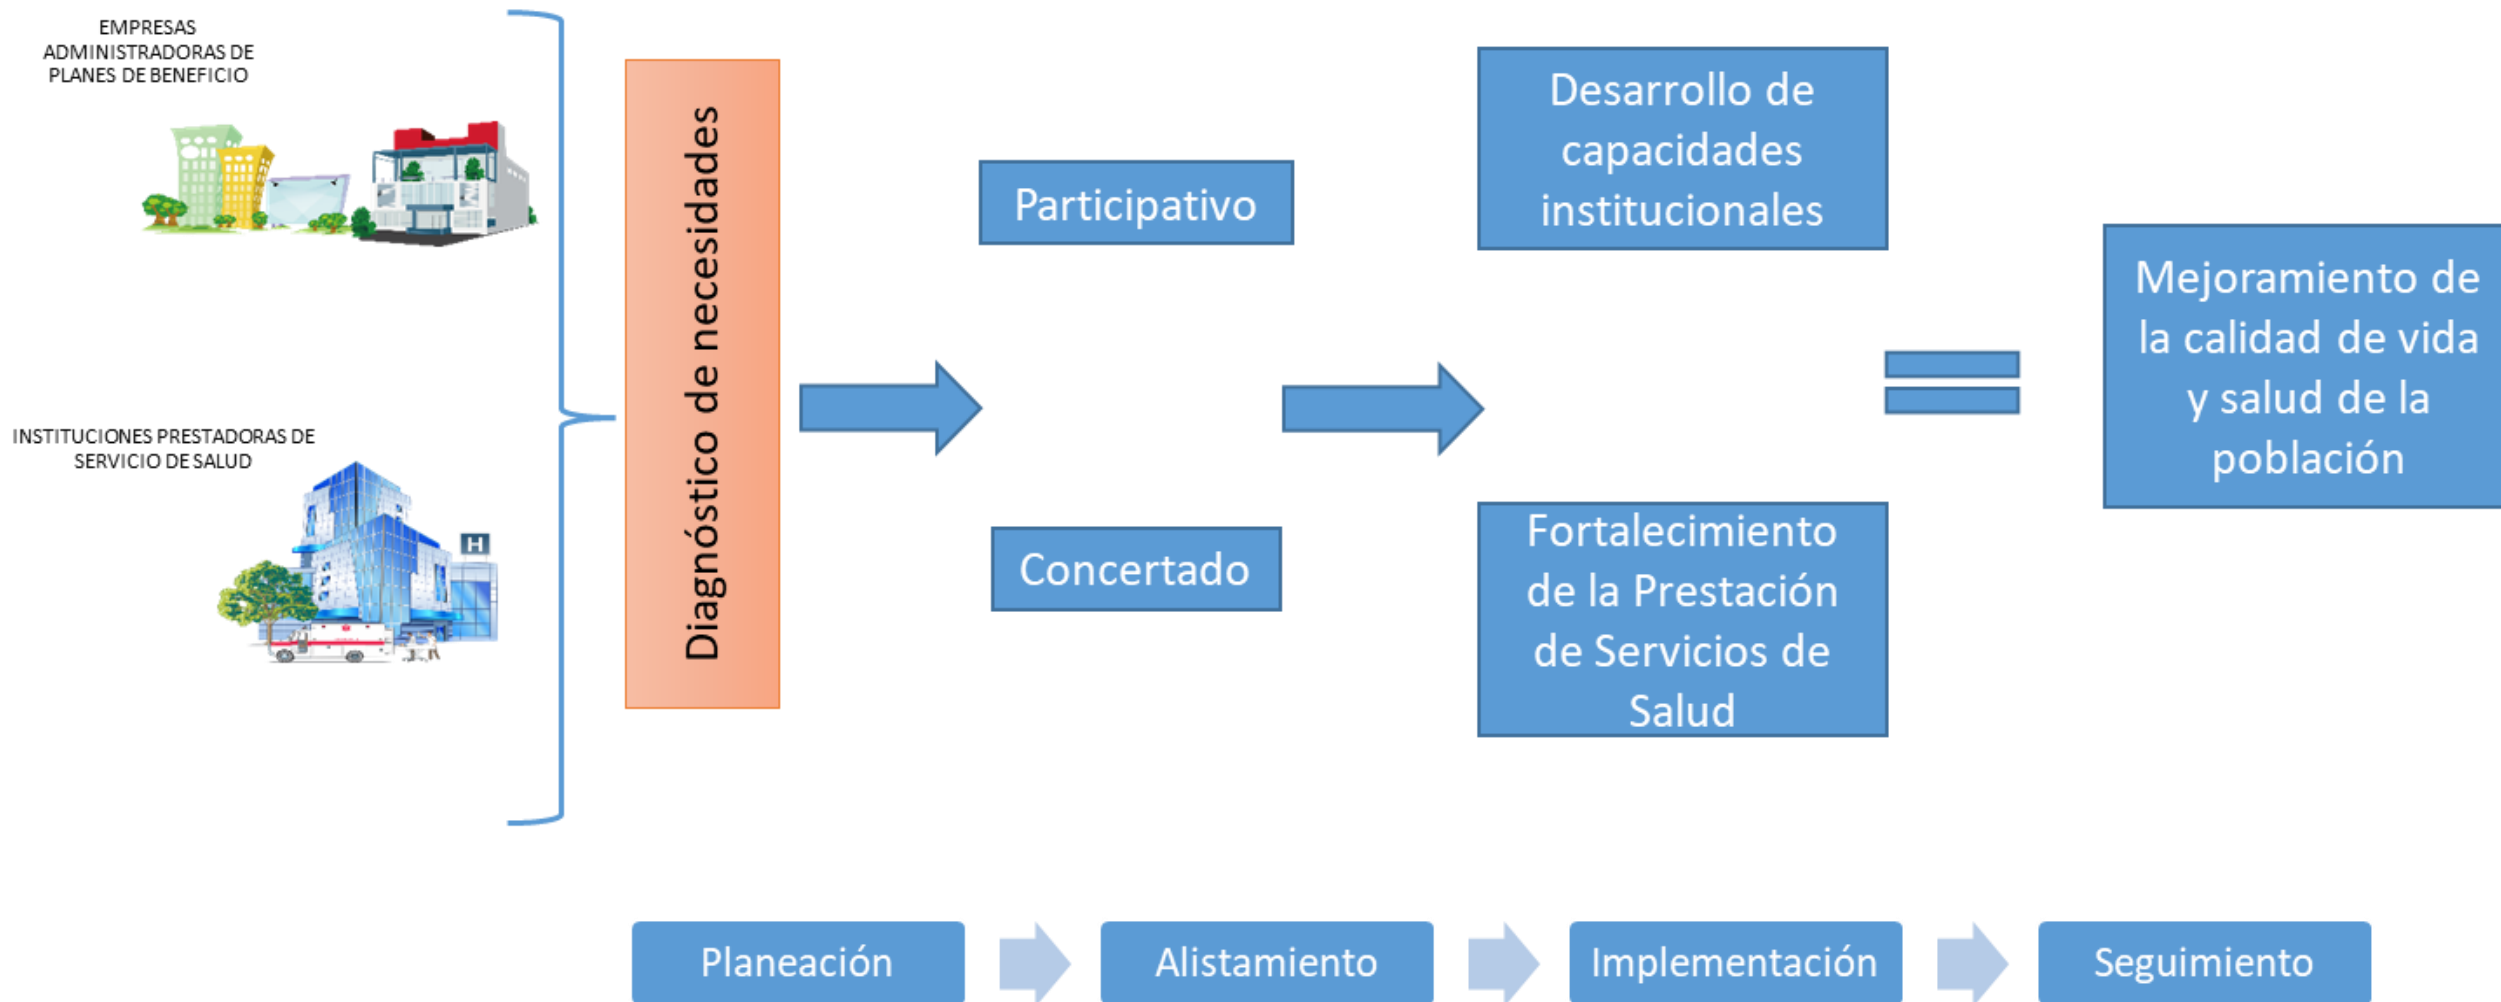 EMPRESAS
ADMINISTRADORAS DE
PLANES DE BENEFICIO
INSTITUCIONES PRESTADORAS DE
SERVICIO DE SALUD
H
Diagnóstico de necesidades
Participativo
Concertado
Desarrollo de
capacidades
institucionales
Fortalecimiento
de la Prestación
de Servicios de
Salud
Mejoramiento de
la calidad de vida
y salud de la
población
Planeación
Alistamiento
Implementación
Seguimiento